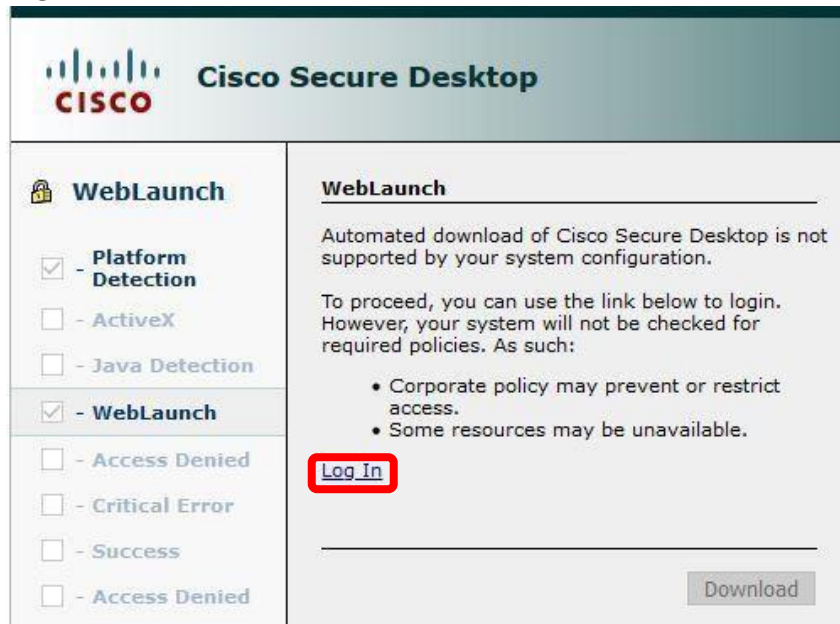 CISCO
Cisco Secure Desktop
WebLaunch
- Platform
Detection
- ActiveX
- Java Detection
- WebLaunch
- Access Denied
- Critical Error
- Success
- Access Denied
WebLaunch
Automated download of Cisco Secure Desktop is not
supported by your system configuration.
To proceed, you can use the link below to login.
However, your system will not be checked for
required policies. As such:
• Corporate policy may prevent or restrict
access.
• Some resources may be unavailable.
Log In
Download